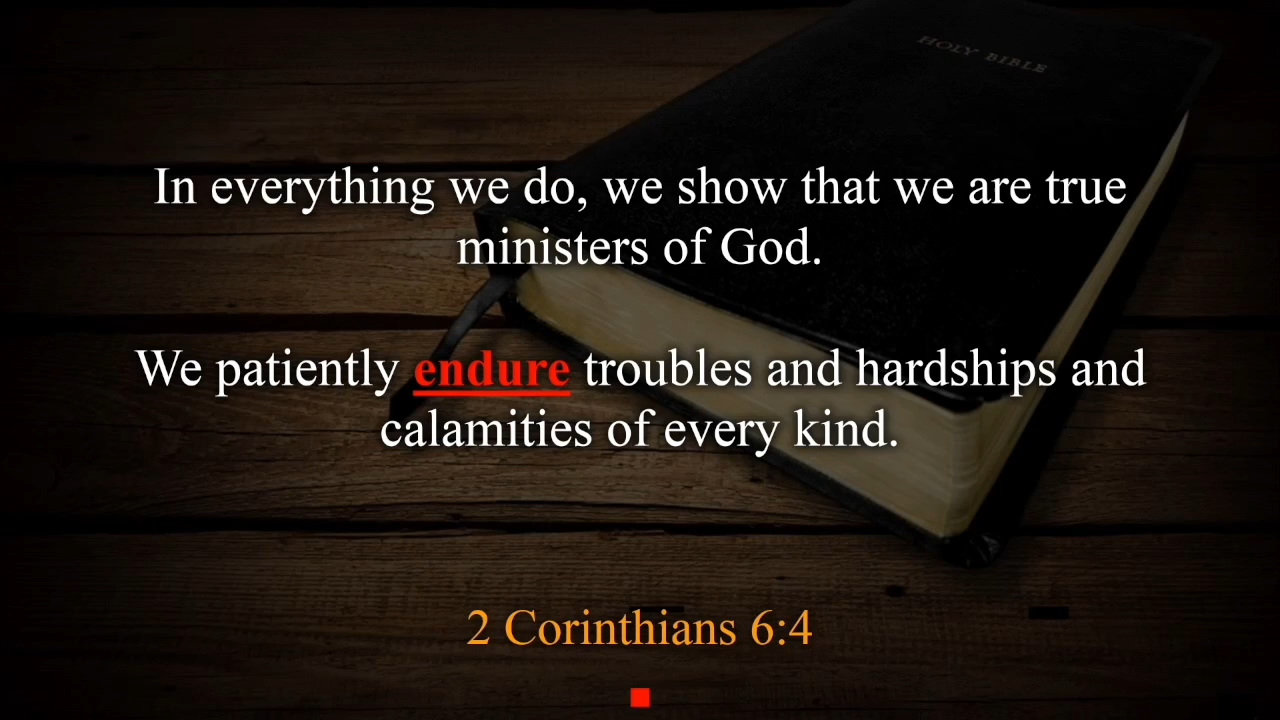 HOLY BIBLE
In everything we do, we show that we are true
ministers of God.
We patiently endure troubles and hardships and
calamities of every kind.
2 Corinthians 6:4